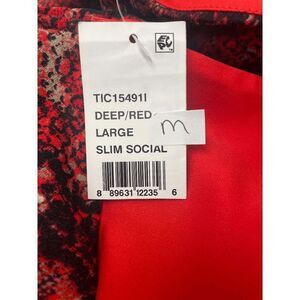 TIC15491I
DEEP/RED
LARGE
m
SLIM SOCIAL
8 89631 12235 6